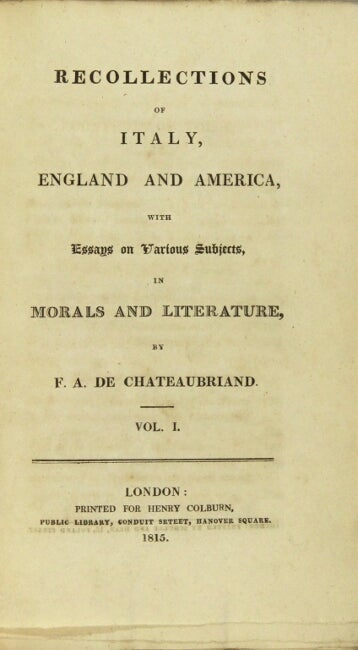 RECOLLECTIONS
OF
ITALY,
ENGLAND AND AMERICA,
WITH
Essays on Various Subjects,
IN
MORALS AND LITERATURE,
BY
F. A. DE CHATEAUBRIAND.
VOL. I.
LONDON:
PRINTED FOR HENRY COLBURN,
PUBLIC LIBRARY, CONDUIT SRTEET, HANOVER SQUARE.
1815.